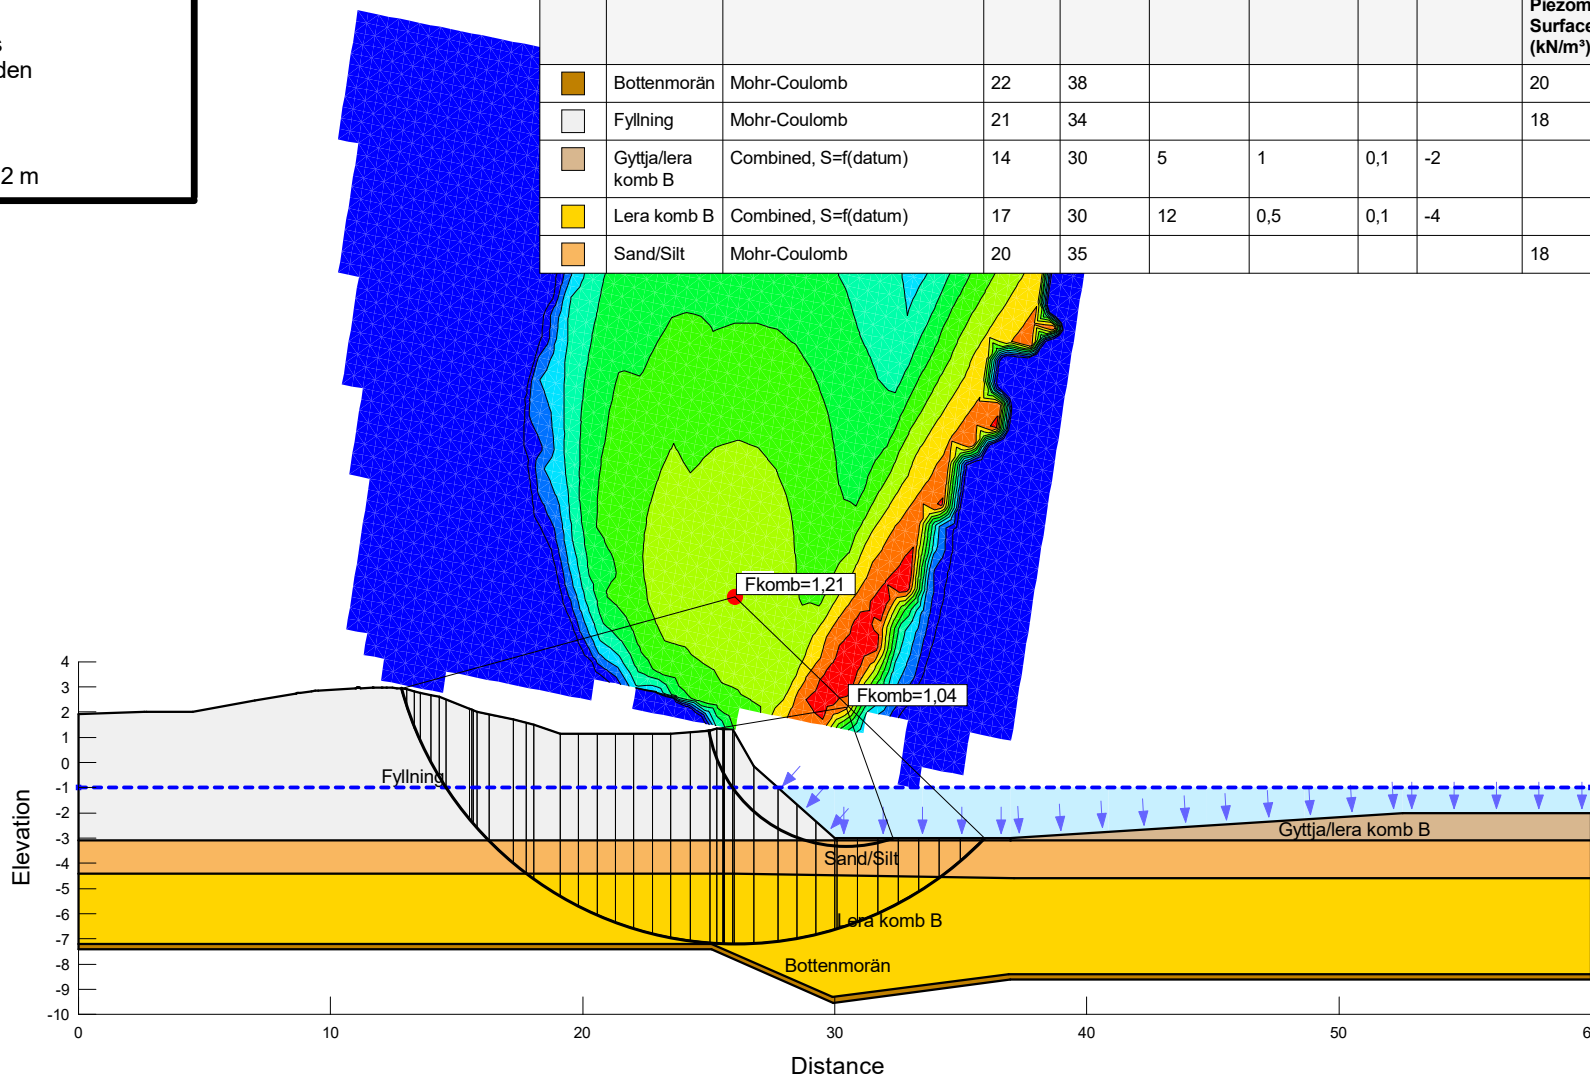 s
den
2 m
Piezom
Surface
(kN/m³)
Bottenmorän Mohr-Coulomb 22 38 20
Fyllning Mohr-Coulomb 21 34 18
Gyttja/lera komb B Combined, S=f(datum) 14 30 5 1 0,1 -2
Lera komb B Combined, S=f(datum) 17 30 12 0,5 0,1 -4
Sand/Silt Mohr-Coulomb 20 35 18
Fkomb=1,21
Fkomb=1,04
4
3
2
1
0
-1
-2
-3
-4
-5
-6
-7
-8
-9
-10
Elevation
Fyllning
Gyttja/lera komb B
Sand/Silt
Lera komb B
Bottenmorän
0 10 20 30 40 50 6
Distance